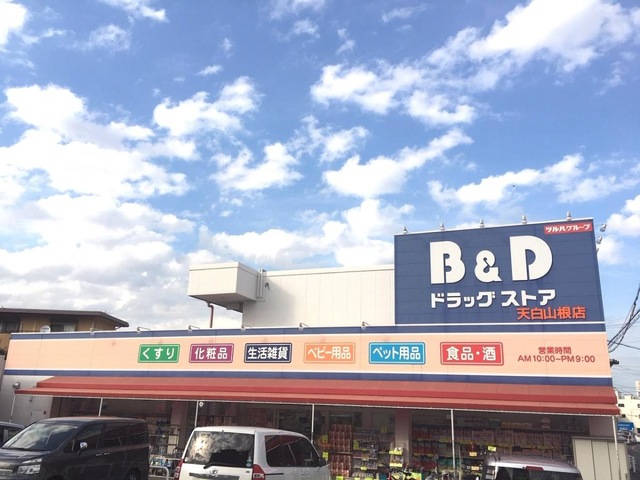 ツルハグループ
B&D
ドラッグストア
天白山根店
くすり 化粧品 生活雑貨 ベビー用品 ペット用品 食品・酒
営業時間
AM10:00~PM9:00